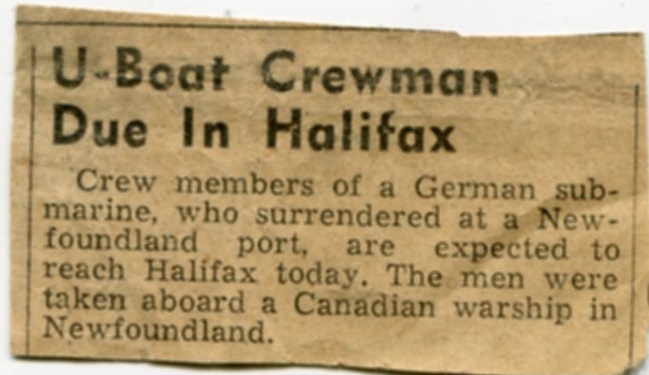 U-Boat Crewman
Due In Halifax
Crew members of a German sub-
marine, who surrendered at a New-
foundland port, are expected to
reach Halifax today. The men were
taken aboard a Canadian warship in
Newfoundland.